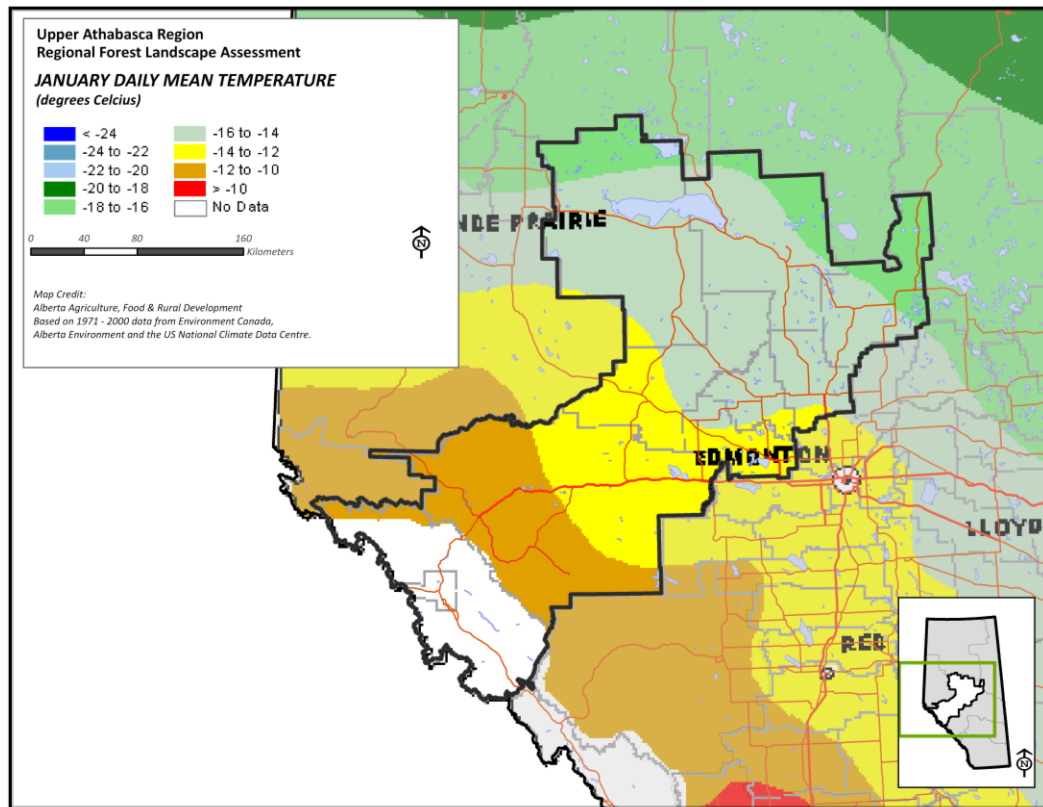 Upper Athabasca Region
Regional Forest Landscape Assessment
JANUARY DAILY MEAN TEMPERATURE
(degrees Celcius)
< -24
-24 to -22
-22 to -20
-20 to -18
-18 to -16
-16 to -14
-14 to -12
-12 to -10
> -10
No Data
0 40 80 160
Kilometers
N
Map Credit:
Alberta Agriculture, Food & Rural Development
Based on 1971 - 2000 data from Environment Canada,
Alberta Environment and the US National Climate Data Centre.
NDE PRAIRIE
EDMONTON
LLOYD
RED
N